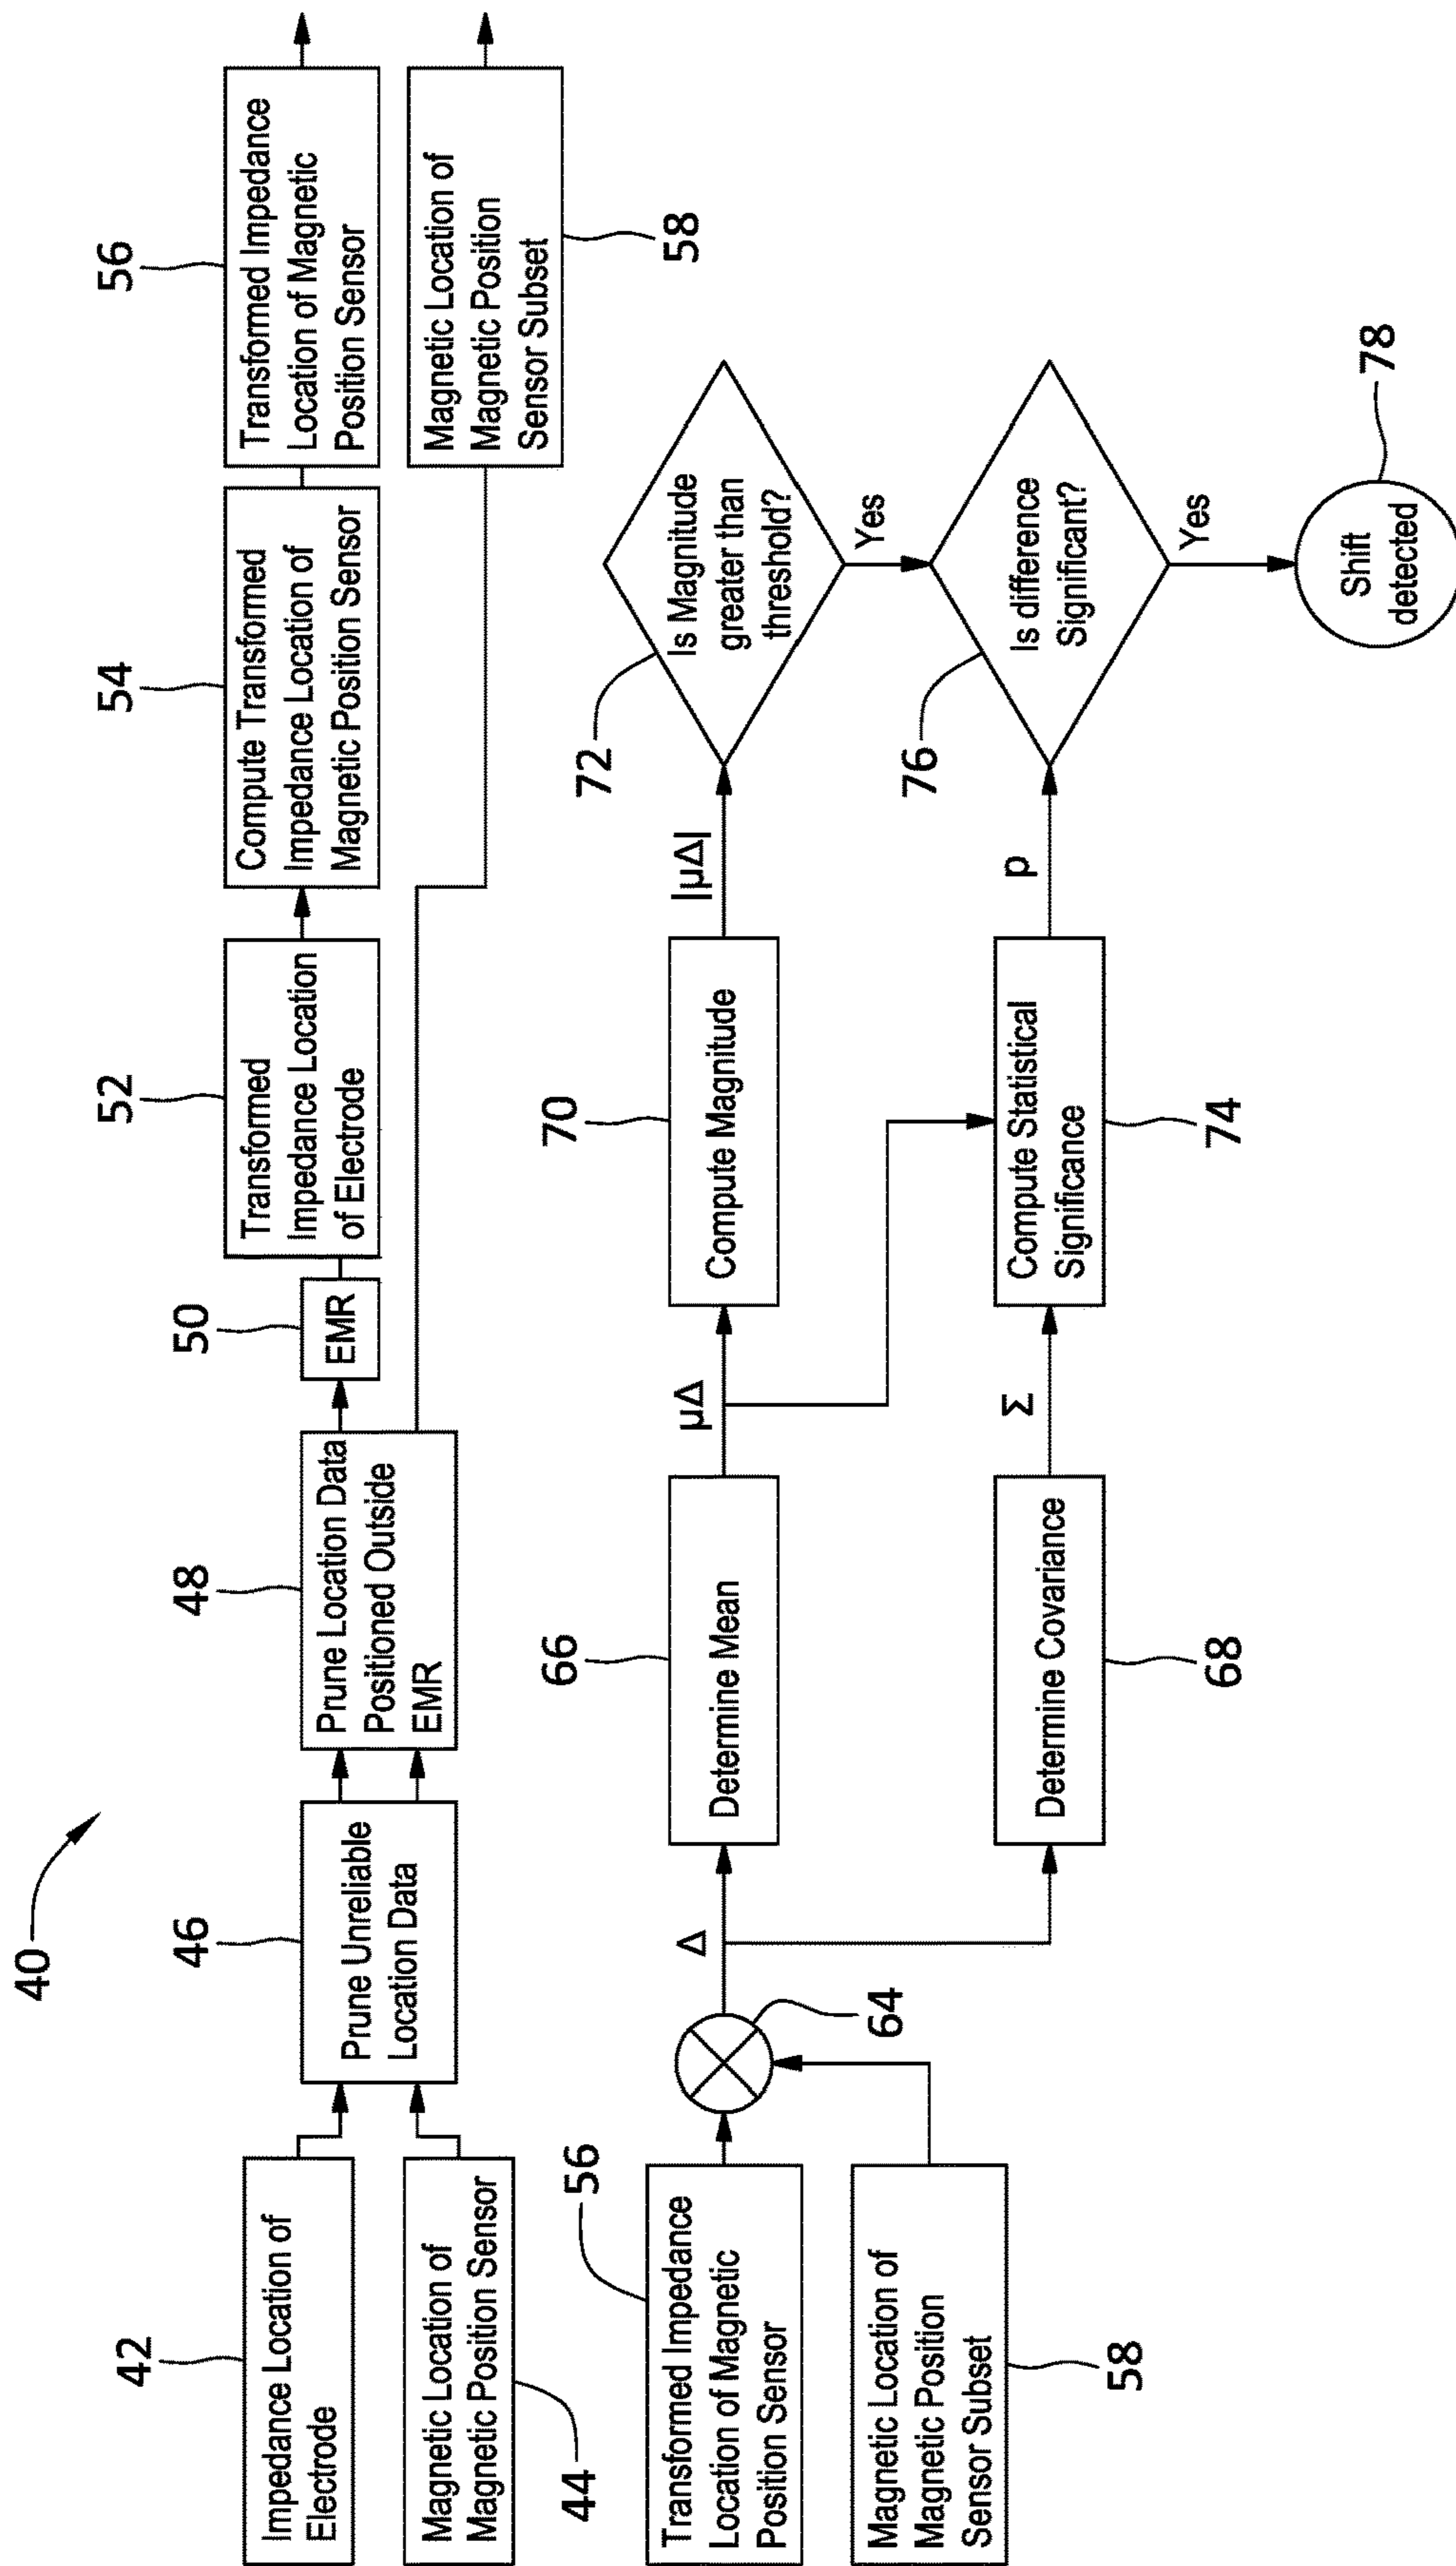 40
42
Impedance Location of
Electrode
Magnetic Location of
Magnetic Position Sensor
44
46
Prune Unreliable
Location Data
48
Prune Location Data
Positioned Outside
EMR
50
EMR
52
Transformed
Impedance Location
of Electrode
54
Compute Transformed
Impedance Location of
Magnetic Position Sensor
56
Transformed Impedance
Location of Magnetic
Position Sensor
Magnetic Location of
Magnetic Position
Sensor Subset
58
56
Transformed Impedance
Location of Magnetic
Position Sensor
Magnetic Location of
Magnetic Position
Sensor Subset
58
64
Δ
66
Determine Mean
Determine Covariance
68
μΔ
Σ
70
Compute Magnitude
Compute Statistical
Significance
74
|μΔ|
p
72
Is Magnitude
greater than
threshold?
Yes
76
Is difference
Significant?
Yes
Shift
detected
78